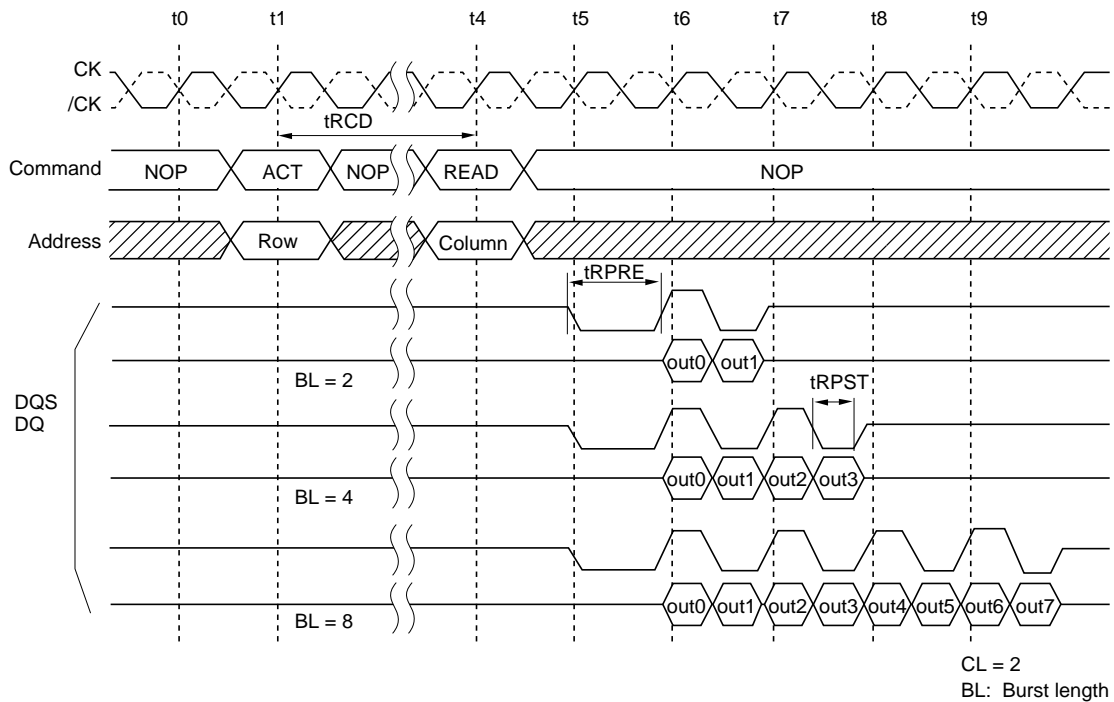 t0 t1 t4 t5 t6 t7 t8 t9
CK
/CK
tRCD
Command NOP ACT NOP READ NOP
Address Row Column
tRPRE
out0 out1
BL = 2
tRPST
DQS
DQ
out0 out1 out2 out3
BL = 4
out0 out1 out2 out3 out4 out5 out6 out7
BL = 8
CL = 2
BL: Burst length